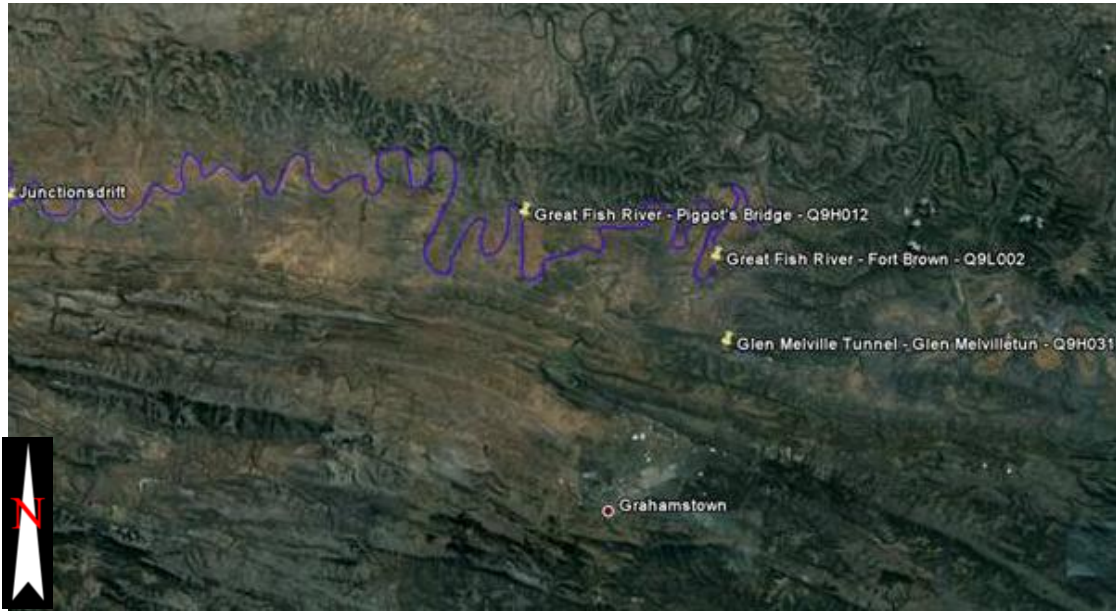 Junctionsdrift
Great Fish River - Piggot's Bridge - Q9H012
Great Fish River - Fort Brown - Q9L002
Glen Melville Tunnel - Glen Melvilletun - Q9H031
Grahamstown
N